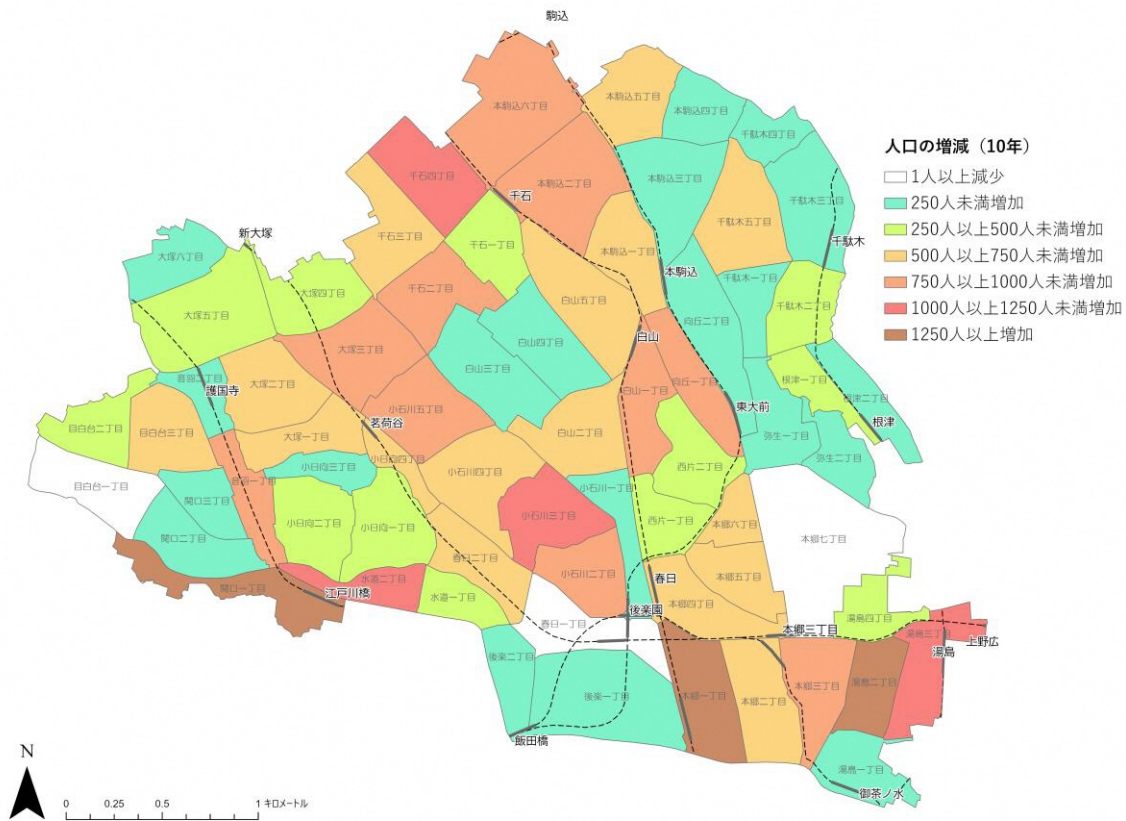 駒込
本駒込六丁目
本駒込五丁目
本駒込四丁目
千駄木四丁目
人口の増減（10年）
1人以上減少
250人未満増加
250人以上500人未満増加
500人以上750人未満増加
750人以上1000人未満増加
1000人以上1250人未満増加
1250人以上増加
千石四丁目
本駒込二丁目
本駒込三丁目
千石
千駄木三丁目
千駄木五丁目
千駄木
新大塚
千石三丁目
千石一丁目
本駒込一丁目
本駒込
大塚六丁目
千駄木一丁目
大塚四丁目
千石二丁目
白山五丁目
千駄木二丁目
大塚五丁目
向丘二丁目
白山
白山四丁目
大塚三丁目
白山三丁目
根津一丁目
音羽二丁目
護国寺
大塚二丁目
白山一丁目
向丘一丁目
根津二丁目
小石川五丁目
東大前
根津
茗荷谷
目白台二丁目
目白台三丁目
大塚一丁目
白山二丁目
弥生一丁目
小日向四丁目
小日向三丁目
小石川四丁目
西片二丁目
弥生二丁目
目白台一丁目
音羽一丁目
小石川一丁目
関口三丁目
小石川三丁目
西片一丁目
本郷六丁目
小日向二丁目
小日向一丁目
関口二丁目
本郷七丁目
春日二丁目
小石川二丁目
春日
本郷五丁目
水道二丁目
関口一丁目
江戸川橋
水道一丁目
本郷四丁目
後楽園
湯島四丁目
春日一丁目
本郷三丁目
湯島三丁目
上野広
湯島
後楽二丁目
後楽一丁目
本郷一丁目
本郷二丁目
本郷三丁目
湯島二丁目
飯田橋
湯島一丁目
御茶ノ水
N
0 0.25 0.5 1 キロメートル